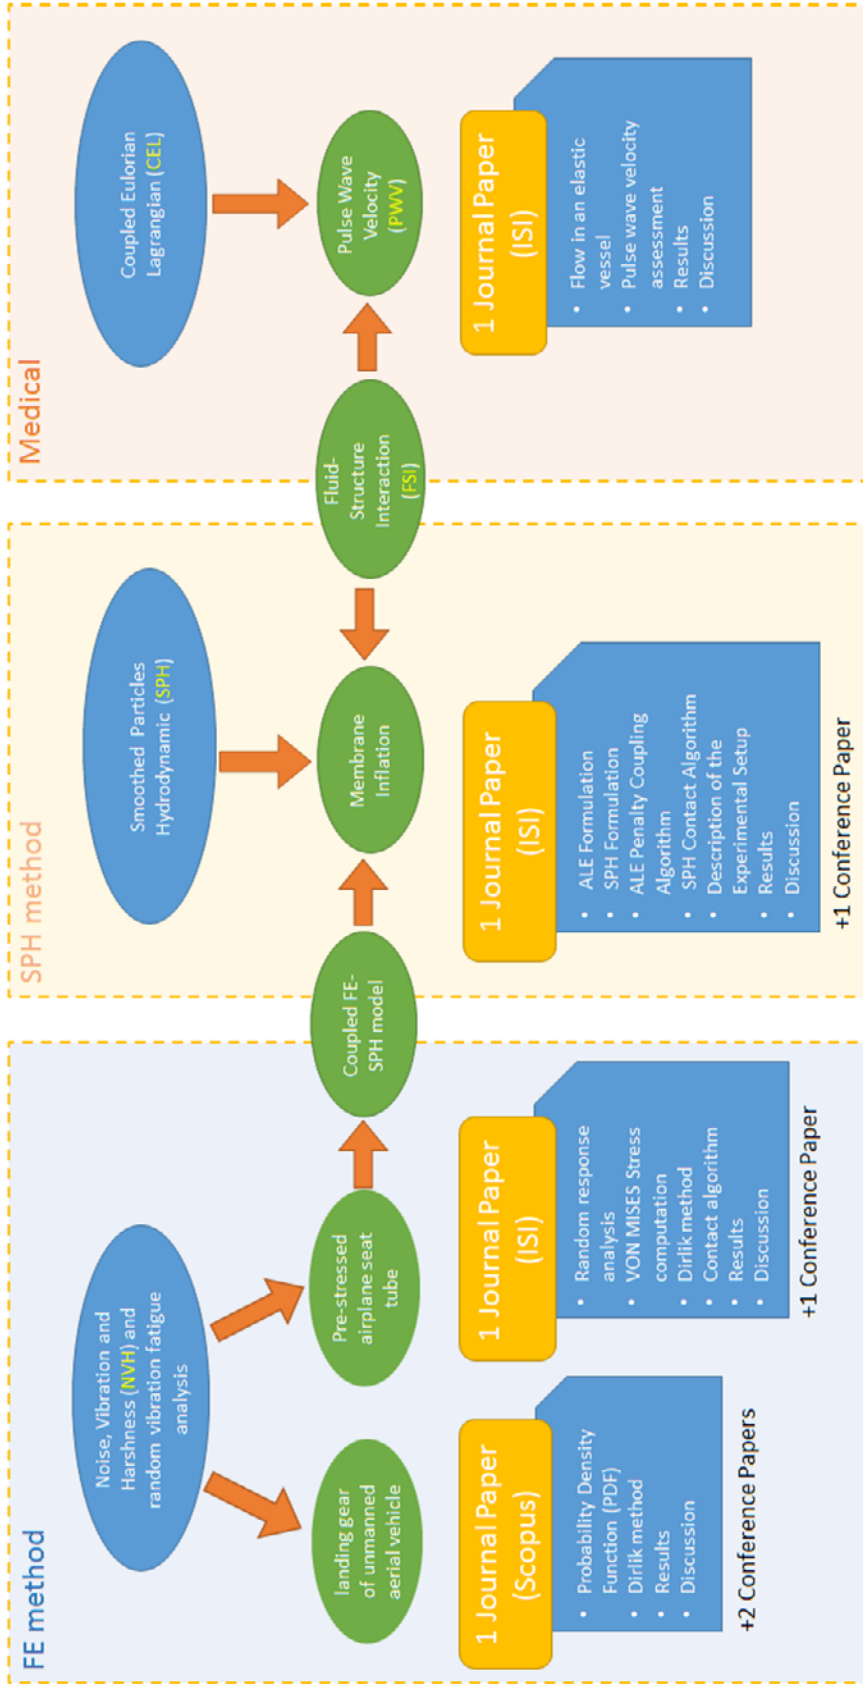 FE method
Noise, Vibration and
Harshness (NVH) and
random vibration fatigue
analysis
landing gear
of unmanned
aerial vehicle
Pre-stressed
airplane seat
tube
1 Journal Paper
(Scopus)
• Probability Density
Function (PDF)
• Dirlik method
• Results
• Discussion
+2 Conference Papers
1 Journal Paper
(ISI)
• Random response
analysis
• VON MISES Stress
computation
• Dirlik method
• Contact algorithm
• Results
• Discussion
+1 Conference Paper
Coupled FE-
SPH model
SPH method
Smoothed Particles
Hydrodynamic (SPH)
Membrane
Inflation
1 Journal Paper
(ISI)
• ALE Formulation
• SPH Formulation
• ALE Penalty Coupling
Algorithm
• SPH Contact Algorithm
• Description of the
Experimental Setup
• Results
• Discussion
+1 Conference Paper
Fluid-
Structure
Interaction
(FSI)
Medical
Coupled Eulorian
Lagrangian (CEL)
Pulse Wave
Velocity
(PWV)
1 Journal Paper
(ISI)
• Flow in an elastic
vessel
• Pulse wave velocity
assessment
• Results
• Discussion